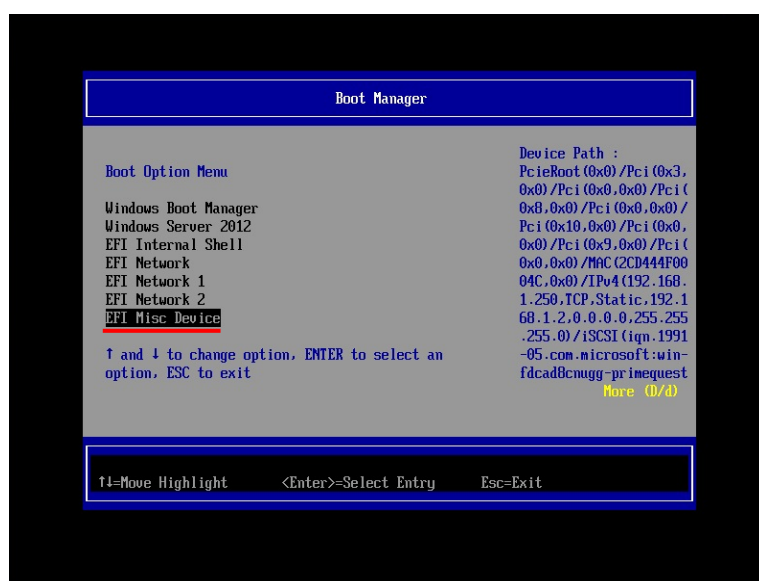 Boot Manager
Boot Option Menu
Windows Boot Manager
Windows Server 2012
EFI Internal Shell
EFI Network
EFI Network 1
EFI Network 2
EFI Misc Device
↑ and ↓ to change option, ENTER to select an
option, ESC to exit
Device Path :
PcieRoot(0x0)/Pci(0x3,
0x0)/Pci(0x0,0x0)/Pci(
0x8,0x0)/Pci(0x0,0x0)/
Pci(0x10,0x0)/Pci(0x0,
0x0)/Pci(0x9,0x0)/Pci(
0x0,0x0)/MAC(2CD444F00
04C,0x0)/IPv4(192.168.
1.250,TCP,Static,192.1
68.1.2,0.0.0.0,255.255
.255.0)/iSCSI(iqn.1991
-05.com.microsoft:win-
fdcad8cnugg-primequest
More (D/d)
↑↓=Move Highlight <Enter>=Select Entry Esc=Exit